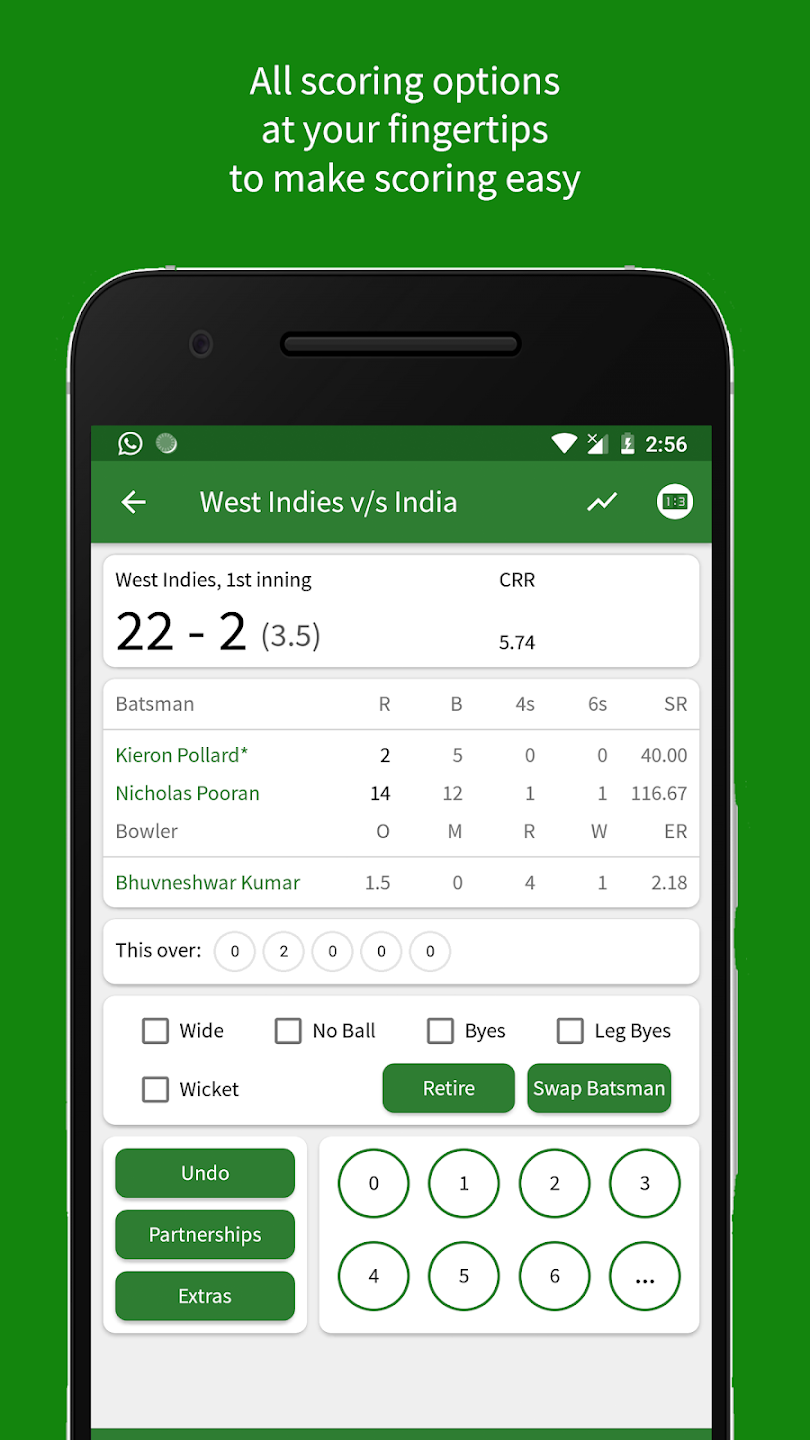 All scoring options
at your fingertips
to make scoring easy
2:56
West Indies v/s India
1:3
West Indies, 1st inning CRR
22 - 2 (3.5) 5.74
Batsman R B 4s 6s SR
Kieron Pollard* 2 5 0 0 40.00
Nicholas Pooran 14 12 1 1 116.67
Bowler O M R W ER
Bhuvneshwar Kumar 1.5 0 4 1 2.18
This over: 0 2 0 0 0
Wide No Ball Byes Leg Byes
Wicket Retire Swap Batsman
Undo
Partnerships
Extras
0 1 2 3
4 5 6 ...